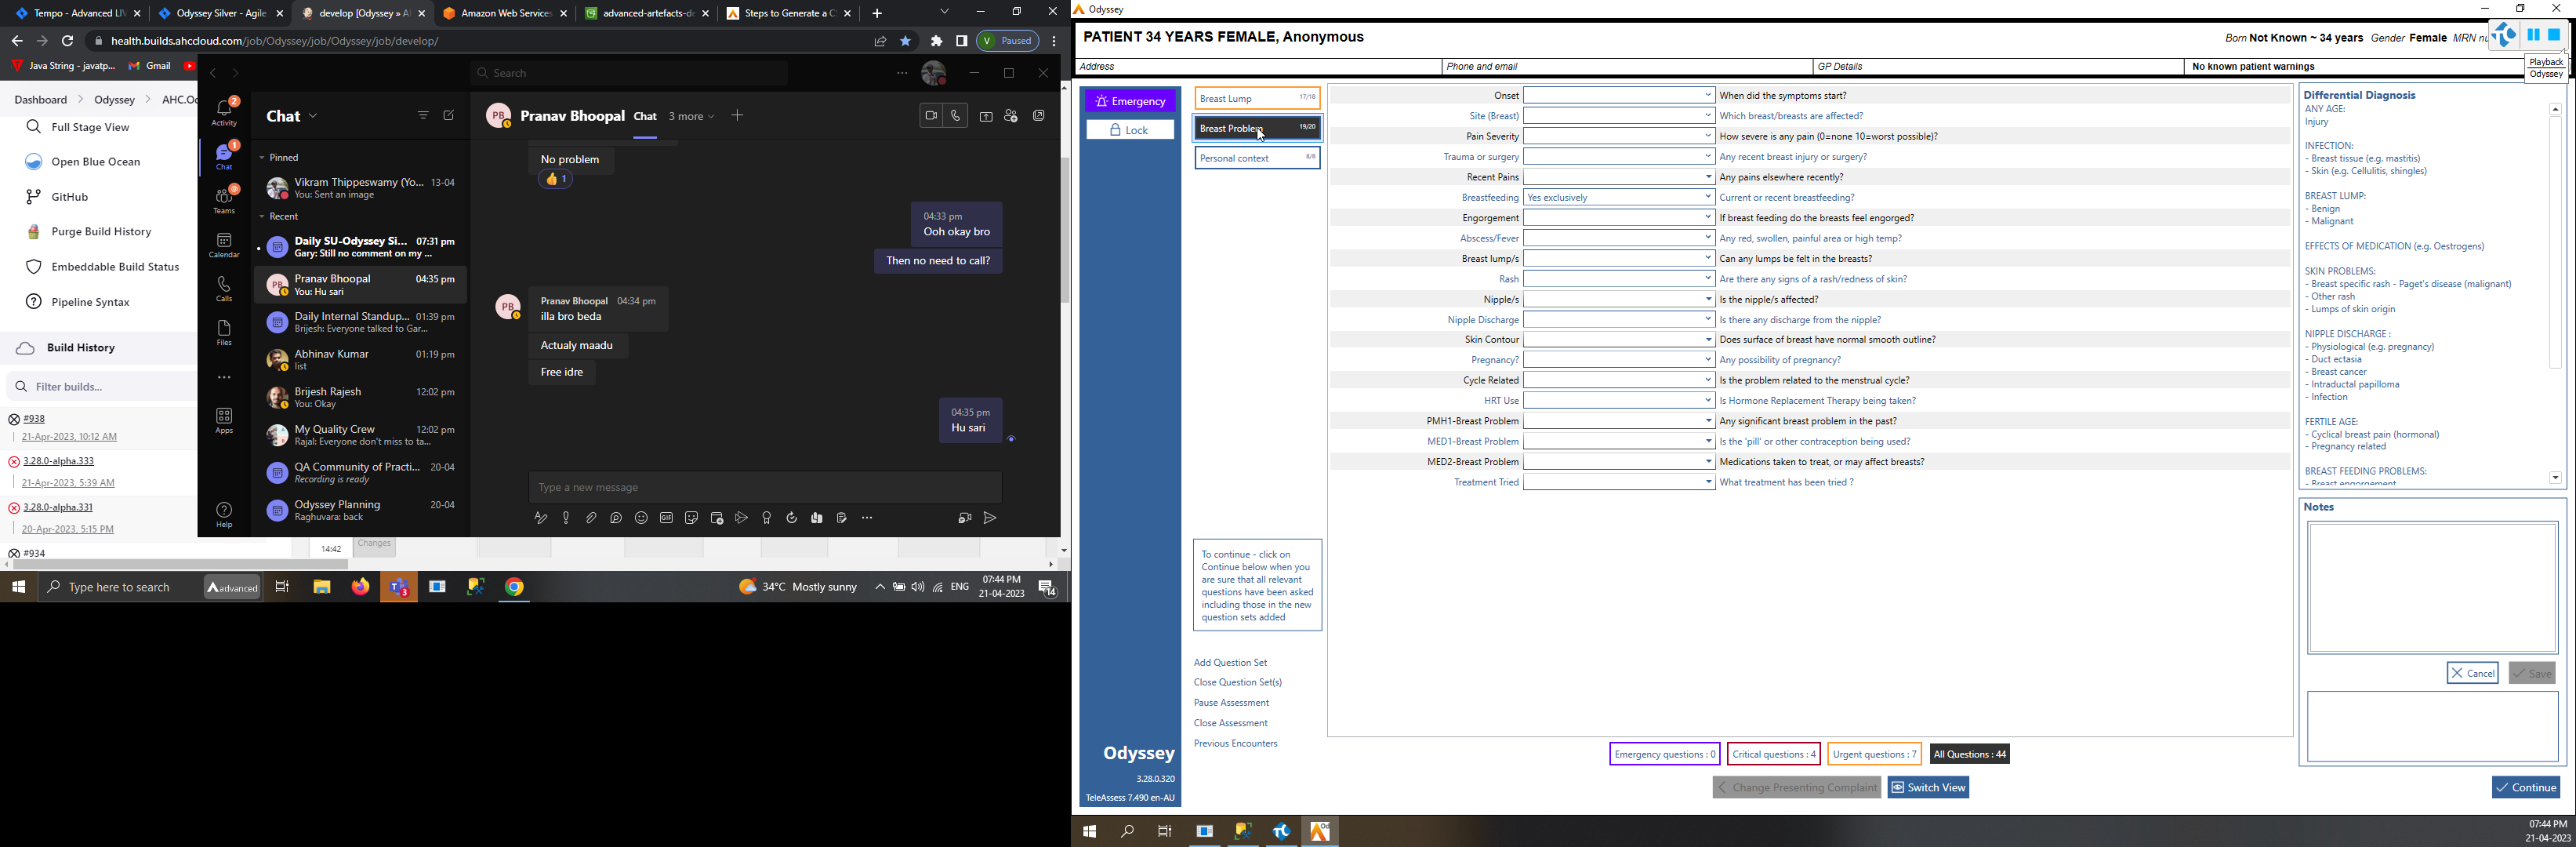 Tempo - Advanced LIV
Odyssey Silver - Agile
develop [Odyssey » A
Amazon Web Services
advanced-artefacts-de
Steps to Generate a C
health.builds.ahccloud.com/job/Odyssey/job/Odyssey/job/develop/
V Paused
Java String - javatp...
Gmail
Dashboard
Odyssey
AHC.Oc
Full Stage View
Open Blue Ocean
GitHub
Purge Build History
Embeddable Build Status
Pipeline Syntax
Build History
Filter builds...
#938
21-Apr-2023, 10:12 AM
3.28.0-alpha.333
21-Apr-2023, 5:39 AM
3.28.0-alpha.331
20-Apr-2023, 5:15 PM
#934
14:42
Changes
Search
2
Activity
1
Chat
Teams
Calendar
Calls
Files
Apps
Help
Chat
Pinned
Vikram Thippeswamy (Yo... 13-04
You: Sent an image
Recent
Daily SU-Odyssey Si... 07:31 pm
Gary: Still no comment on my ...
PB
Pranav Bhoopal 04:35 pm
You: Hu sari
Daily Internal Standup... 01:39 pm
Brijesh: Everyone talked to Gar...
Abhinav Kumar 01:19 pm
list
Brijesh Rajesh 12:02 pm
You: Okay
My Quality Crew 12:02 pm
Rajal: Everyone don't miss to ta...
QA Community of Practi... 20-04
Recording is ready
Odyssey Planning 20-04
Raghuvara: back
PB
Pranav Bhoopal
Chat
3 more
No problem
1
04:33 pm
Ooh okay bro
Then no need to call?
PB
Pranav Bhoopal 04:34 pm
illa bro beda
Actualy maadu
Free idre
04:35 pm
Hu sari
Type a new message
GIF
Type here to search
advanced
3
34°C Mostly sunny
ENG
07:44 PM
21-04-2023
14
Odyssey
PATIENT 34 YEARS FEMALE, Anonymous
Born Not Known ~ 34 years Gender Female MRN nu
Address
Phone and email
GP Details
No known patient warnings
Playback
Odyssey
Emergency
Lock
Breast Lump 17/18
Breast Problem 19/20
Personal context 8/8
Onset When did the symptoms start?
Site (Breast) Which breast/breasts are affected?
Pain Severity How severe is any pain (0=none 10=worst possible)?
Trauma or surgery Any recent breast injury or surgery?
Recent Pains Any pains elsewhere recently?
Breastfeeding Yes exclusively Current or recent breastfeeding?
Engorgement If breast feeding do the breasts feel engorged?
Abscess/Fever Any red, swollen, painful area or high temp?
Breast lump/s Can any lumps be felt in the breasts?
Rash Are there any signs of a rash/redness of skin?
Nipple/s Is the nipple/s affected?
Nipple Discharge Is there any discharge from the nipple?
Skin Contour Does surface of breast have normal smooth outline?
Pregnancy? Any possibility of pregnancy?
Cycle Related Is the problem related to the menstrual cycle?
HRT Use Is Hormone Replacement Therapy being taken?
PMH1-Breast Problem Any significant breast problem in the past?
MED1-Breast Problem Is the 'pill' or other contraception being used?
MED2-Breast Problem Medications taken to treat, or may affect breasts?
Treatment Tried What treatment has been tried ?
To continue - click on
Continue below when you
are sure that all relevant
questions have been asked
including those in the new
question sets added
Add Question Set
Close Question Set(s)
Pause Assessment
Close Assessment
Previous Encounters
Odyssey
3.28.0.320
TeleAssess 7.490 en-AU
Emergency questions : 0
Critical questions : 4
Urgent questions : 7
All Questions : 44
Change Presenting Complaint
Switch View
Differential Diagnosis
ANY AGE:
Injury
INFECTION:
- Breast tissue (e.g. mastitis)
- Skin (e.g. Cellulitis, shingles)
BREAST LUMP:
- Benign
- Malignant
EFFECTS OF MEDICATION (e.g. Oestrogens)
SKIN PROBLEMS:
- Breast specific rash - Paget's disease (malignant)
- Other rash
- Lumps of skin origin
NIPPLE DISCHARGE :
- Physiological (e.g. pregnancy)
- Duct ectasia
- Breast cancer
- Intraductal papilloma
- Infection
FERTILE AGE:
- Cyclical breast pain (hormonal)
- Pregnancy related
BREAST FEEDING PROBLEMS:
- Breast engorgement
Notes
Cancel
Save
Continue
07:44 PM
21-04-2023